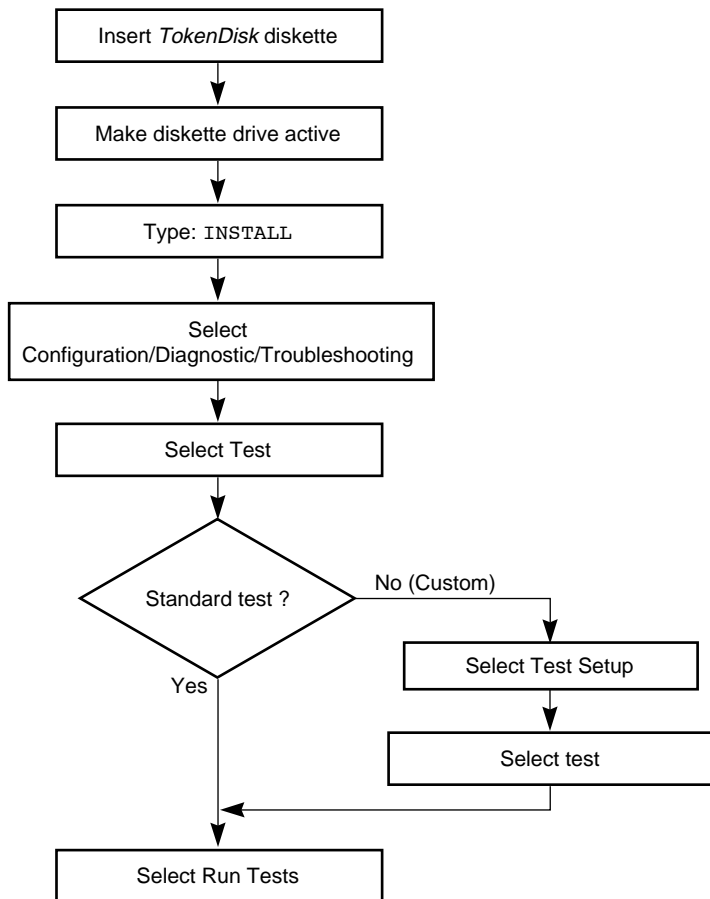 Insert TokenDisk diskette
Make diskette drive active
Type: INSTALL
Select
Configuration/Diagnostic/Troubleshooting
Select Test
Standard test ?
No (Custom)
Select Test Setup
Yes
Select test
Select Run Tests